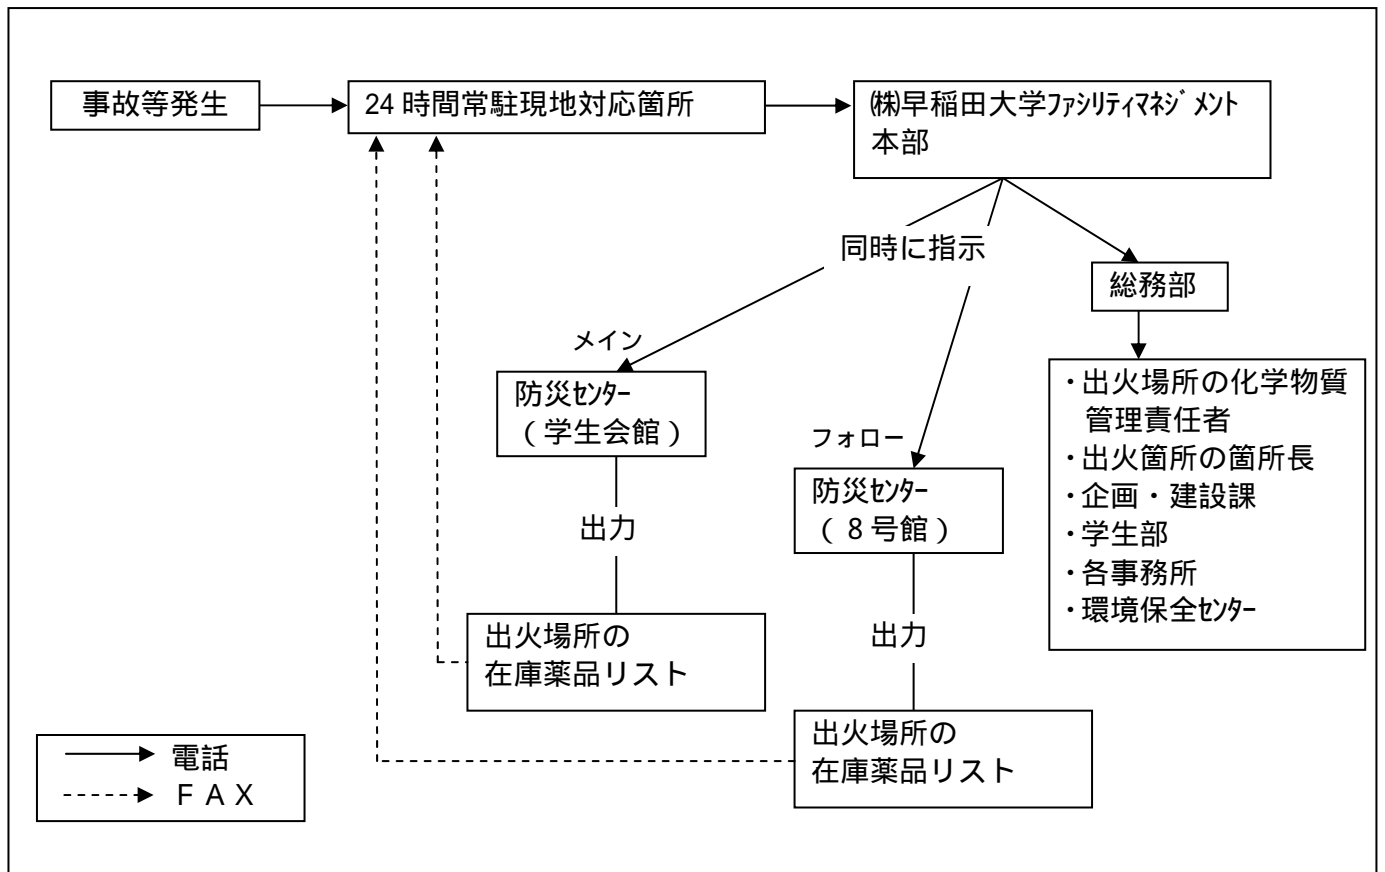 事故等発生
24時間常駐現地対応箇所
㈱早稲田大学ﾌｧｼﾘﾃｨﾏﾈｼﾞﾒﾝﾄ
本部
同時に指示
総務部
メイン
防災ｾﾝﾀｰ
（学生会館）
フォロー
防災ｾﾝﾀｰ
（８号館）
・出火場所の化学物質
管理責任者
・出火箇所の箇所長
・企画・建設課
・学生部
・各事務所
・環境保全ｾﾝﾀｰ
出力
出力
出火場所の
在庫薬品リスト
出火場所の
在庫薬品リスト
電話
ＦＡＸ